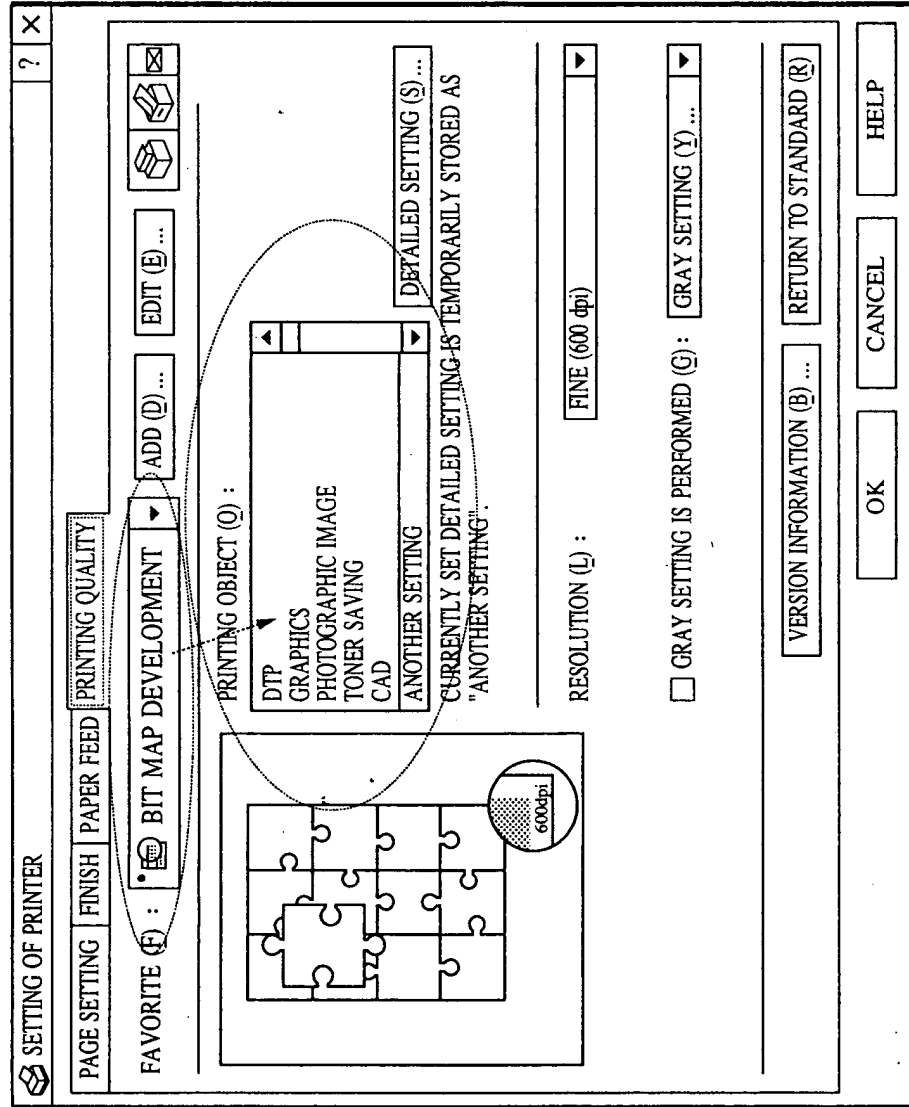 SETTING OF PRINTER
? X
PAGE SETTING FINISH PAPER FEED PRINTING QUALITY
FAVORITE (F) : BIT MAP DEVELOPMENT ADD (D) ... EDIT (E) ...
PRINTING OBJECT (Q) :
DTP
GRAPHICS
PHOTOGRAPHIC IMAGE
TONER SAVING
CAD
ANOTHER SETTING
DETAILED SETTING (S) ...
CURRENTLY SET DETAILED SETTING IS TEMPORARILY STORED AS
"ANOTHER SETTING".
600dpi
RESOLUTION (L) : FINE (600 dpi)
GRAY SETTING IS PERFORMED (G) : GRAY SETTING (Y) ...
VERSION INFORMATION (B) ... RETURN TO STANDARD (R)
OK CANCEL HELP